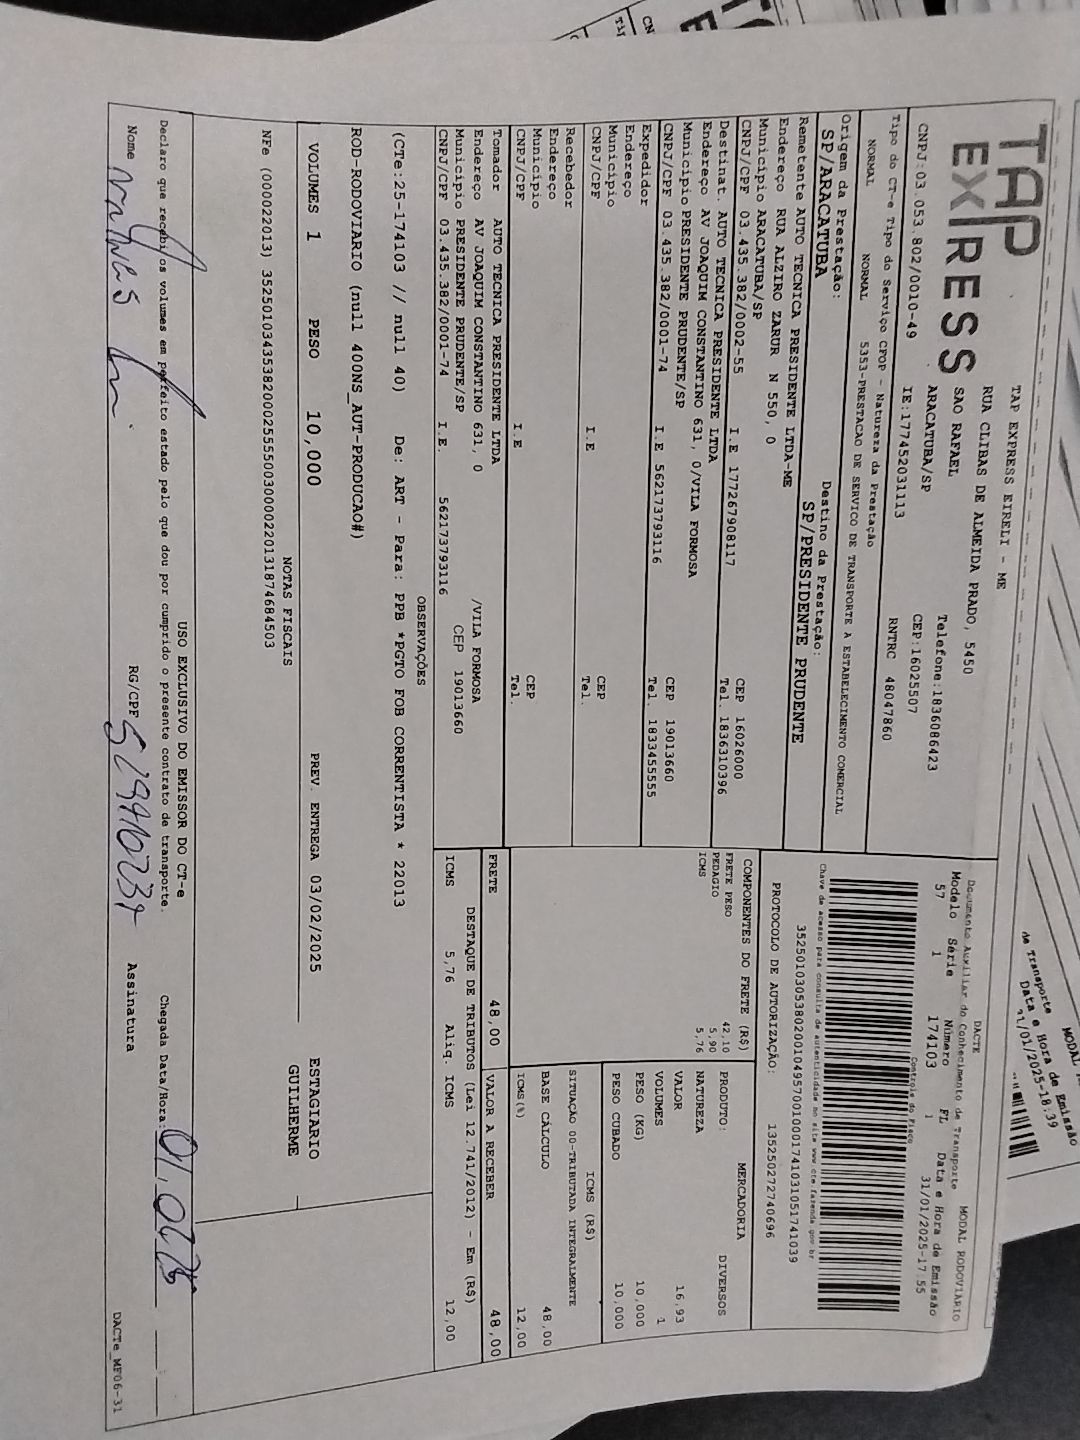 TAP
EXPRESS
TAP EXPRESS EIRELI - ME
RUA CLIBAS DE ALMEIDA PRADO, 5450
SAO RAFAEL
ARACATUBA/SP
Telefone:1836086423
CEP:16025507
CNPJ:03.053.802/0010-49 IE:177452031113 RNTRC 48047860
Tipo do CT-e Tipo do Serviço CFOP - Natureza da Prestação
NORMAL NORMAL 5353-PRESTACAO DE SERVICO DE TRANSPORTE A ESTABELECIMENTO COMERCIAL
Origem da Prestação: Destino da Prestação:
SP/ARACATUBA SP/PRESIDENTE PRUDENTE
Remetente AUTO TECNICA PRESIDENTE LTDA-ME
Endereço RUA ALZIRO ZARUR N 550, 0
Município ARACATUBA/SP CEP 16026000
CNPJ/CPF 03.435.382/0002-55 I.E 177267908117 Tel. 1836310396
Destinat. AUTO TECNICA PRESIDENTE LTDA
Endereço AV JOAQUIM CONSTANTINO 631, 0/VILA FORMOSA
Município PRESIDENTE PRUDENTE/SP CEP 19013660
CNPJ/CPF 03.435.382/0001-74 I.E 562173793116 Tel. 1833455555
Expedidor
Endereço
Município CEP
CNPJ/CPF I.E Tel.
Recebedor
Endereço
Município CEP
CNPJ/CPF I.E Tel.
Tomador AUTO TECNICA PRESIDENTE LTDA
Endereço AV JOAQUIM CONSTANTINO 631, 0 /VILA FORMOSA
Município PRESIDENTE PRUDENTE/SP CEP 19013660
CNPJ/CPF 03.435.382/0001-74 I.E. 562173793116
DACTE MODAL RODOVIARIO
Documento Auxiliar do Conhecimento de Transporte
Modelo Série Número FL Data e Hora de Emissão
57 1 174103 1 31/01/2025-17:55
Controle do Fisco
Chave de acesso para consulta de autenticidade no site www.cte.fazenda.gov.br
35250103053802001049570010001741031051741039
PROTOCOLO DE AUTORIZAÇÃO: 135250272740696
COMPONENTES DO FRETE (R$)
FRETE PESO 42,10
PEDAGIO 5,90
ICMS 5,76
MERCADORIA
PRODUTO: DIVERSOS
NATUREZA
VALOR 16,93
VOLUMES 1
PESO (KG) 10,000
PESO CUBADO 10,000
ICMS (R$)
SITUAÇÃO 00-TRIBUTADA INTEGRALMENTE
BASE CÁLCULO 48,00
ICMS(%) 12,00
FRETE 48,00 VALOR A RECEBER 48,00
DESTAQUE DE TRIBUTOS (Lei 12.741/2012) - Em (R$)
ICMS 5,76 Aliq. ICMS 12,00
OBSERVAÇÕES
(CTe:25-174103 // null 40) De: ART - Para: PPB *PGTO FOB CORRENTISTA * 22013
ROD-RODOVIARIO (null 400NS_AUT-PRODUCAO#)
VOLUMES 1 PESO 10,000 PREV. ENTREGA 03/02/2025 ESTAGIARIO
GUILHERME
NOTAS FISCAIS
NFe (000022013) 35250103435382000255550030000220131874684503
USO EXCLUSIVO DO EMISSOR DO CT-e
Declaro que recebi os volumes em perfeito estado pelo que dou por cumprido o presente contrato de transporte. Chegada Data/Hora:
Nome RG/CPF Assinatura
DACTe_MF06-31
de Transporte
Data e Hora de Emissão
31/01/2025-18:39